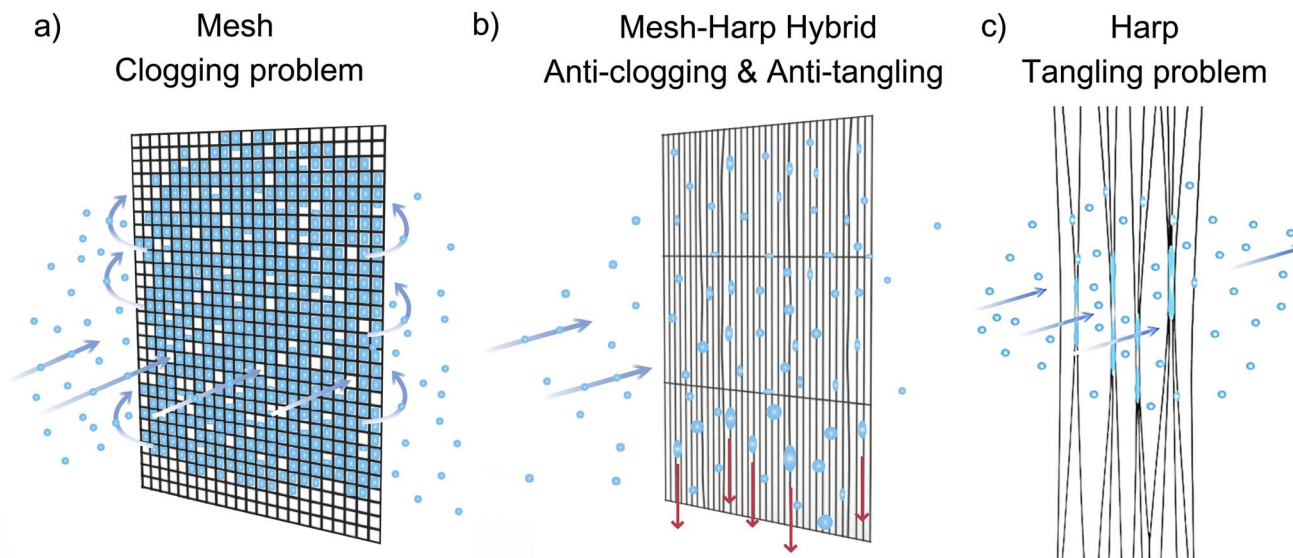 a)
Mesh
Clogging problem
b)
Mesh-Harp Hybrid
Anti-clogging & Anti-tangling
c)
Harp
Tangling problem